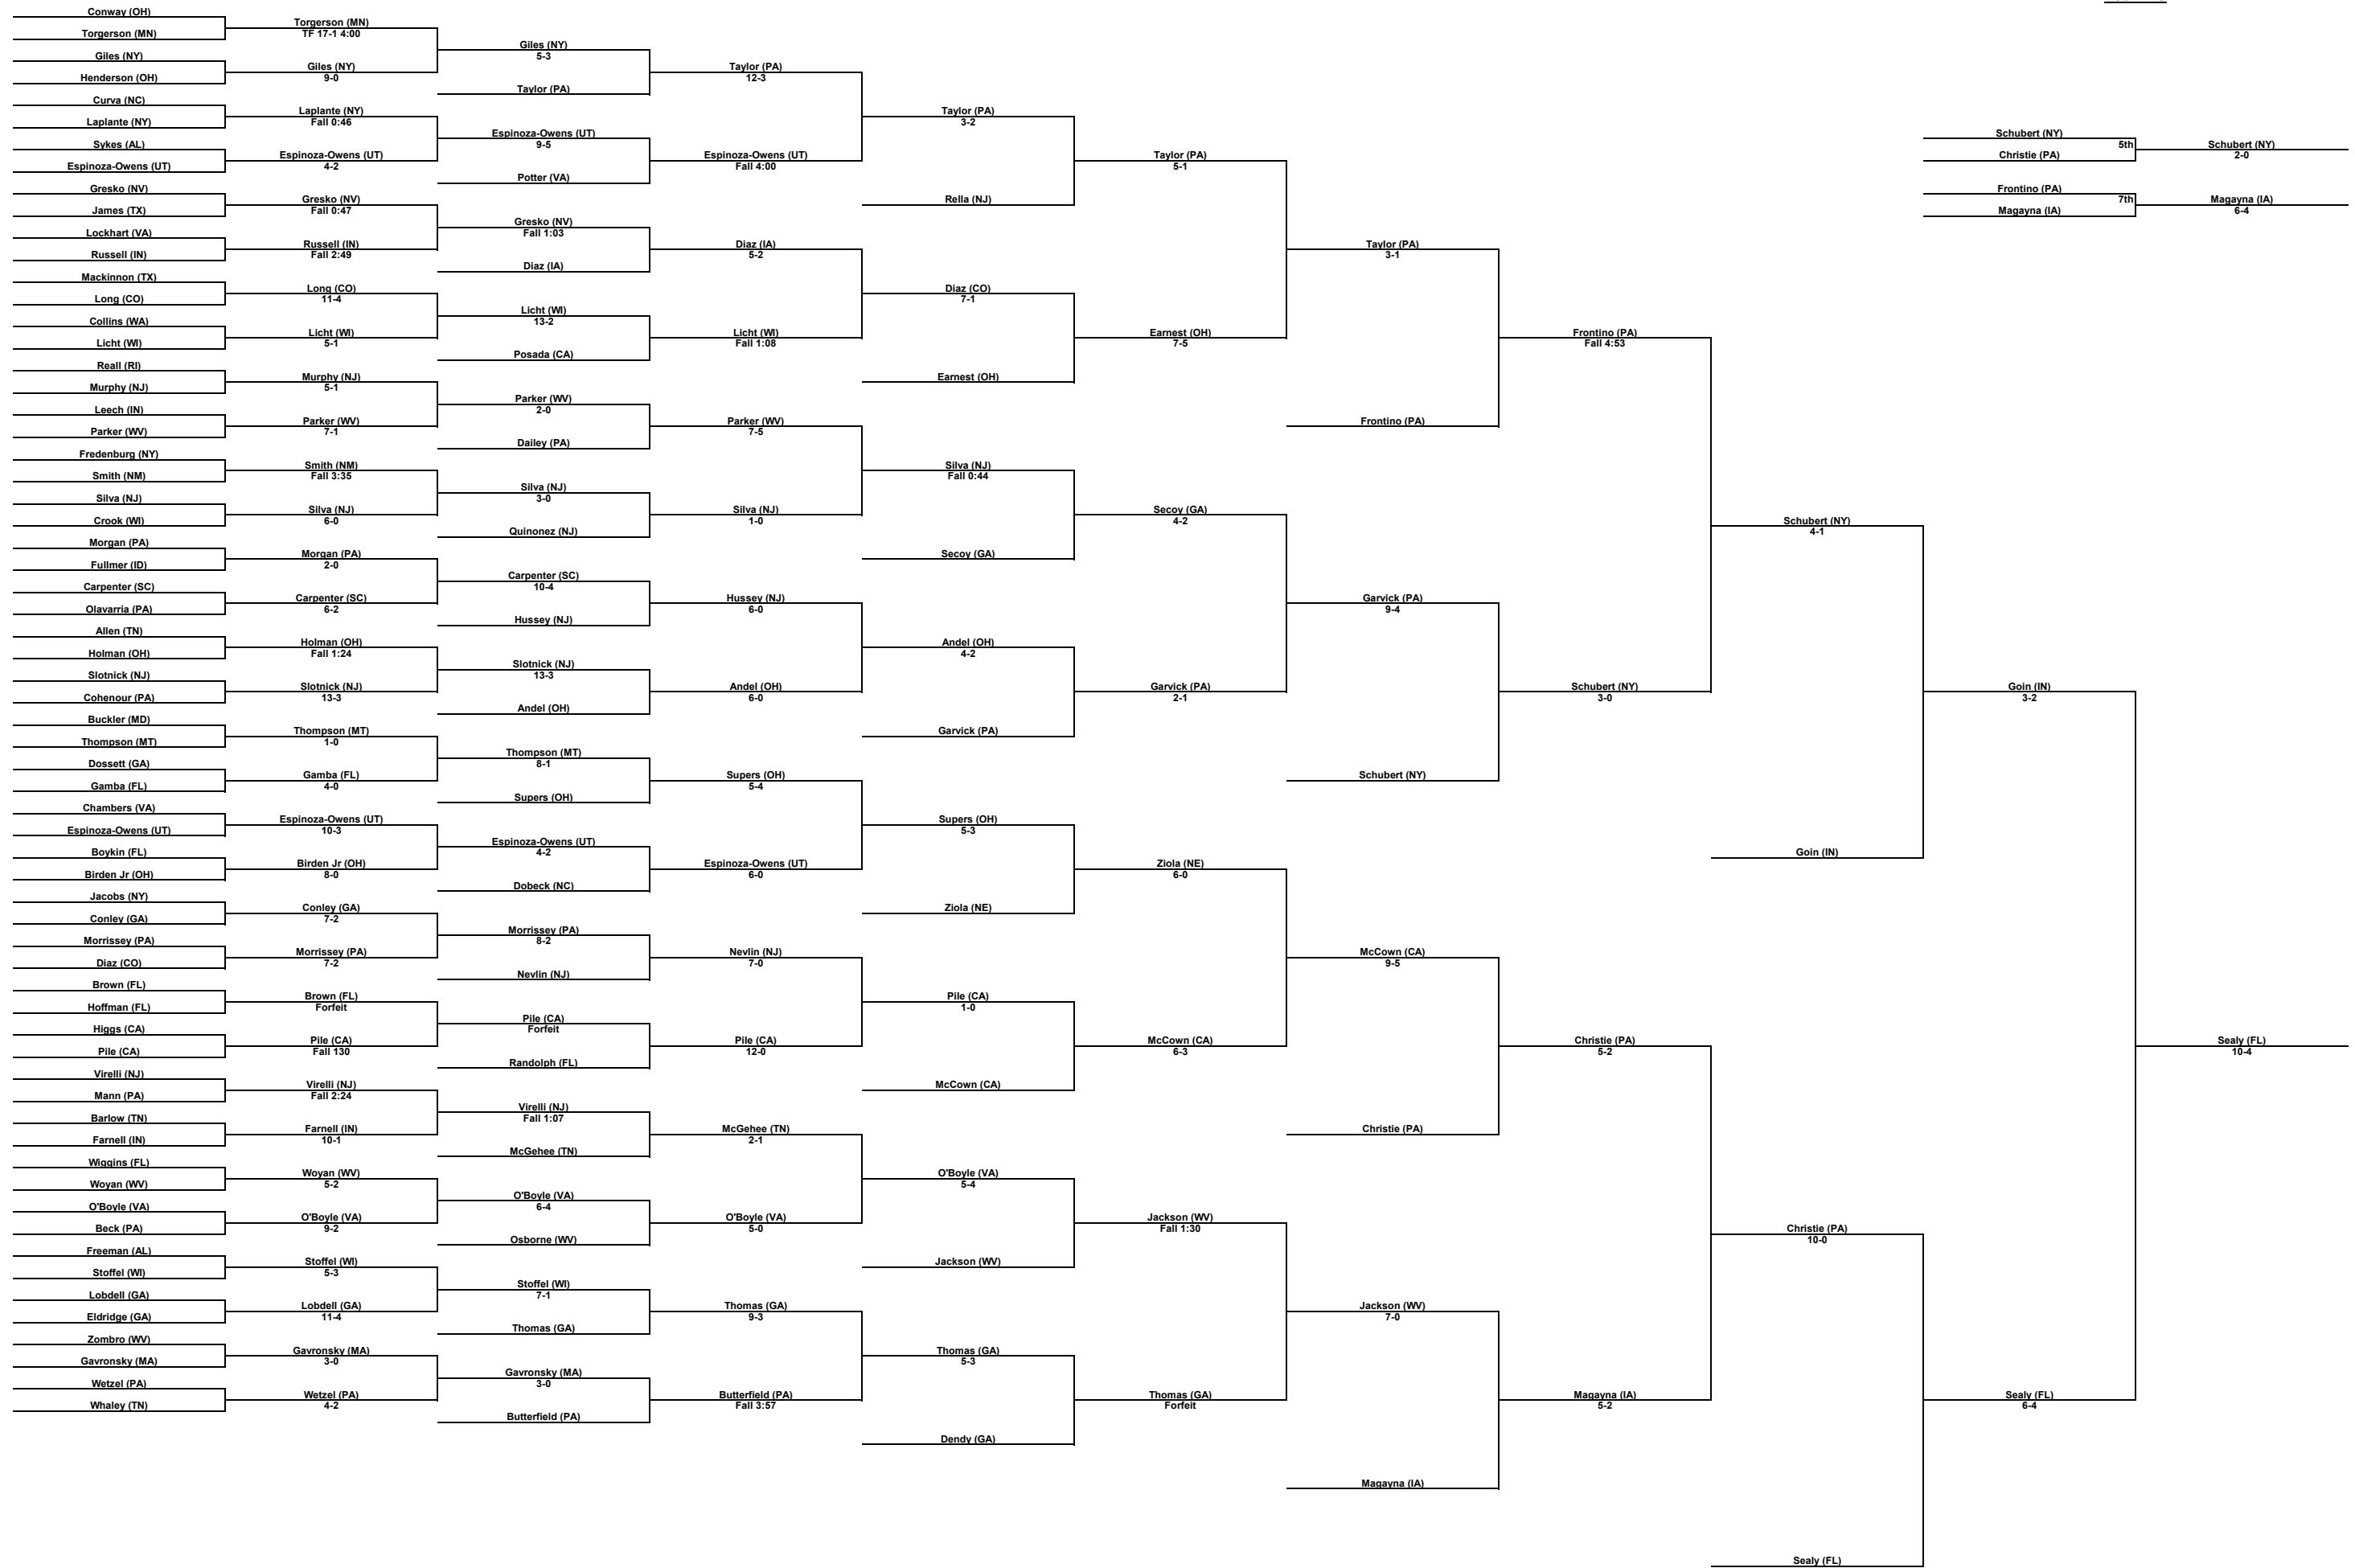 Conway (OH)
Torgerson (MN)
Giles (NY)
Henderson (OH)
Curva (NC)
Laplante (NY)
Sykes (AL)
Espinoza-Owens (UT)
Gresko (NV)
James (TX)
Lockhart (VA)
Russell (IN)
Mackinnon (TX)
Long (CO)
Collins (WA)
Licht (WI)
Reall (RI)
Murphy (NJ)
Leech (IN)
Parker (WV)
Fredenburg (NY)
Smith (NM)
Silva (NJ)
Crook (WI)
Morgan (PA)
Fullmer (ID)
Carpenter (SC)
Olavarria (PA)
Allen (TN)
Holman (OH)
Slotnick (NJ)
Cohenour (PA)
Buckler (MD)
Thompson (MT)
Dossett (GA)
Gamba (FL)
Chambers (VA)
Espinoza-Owens (UT)
Boykin (FL)
Birden Jr (OH)
Jacobs (NY)
Conley (GA)
Morrissey (PA)
Diaz (CO)
Brown (FL)
Hoffman (FL)
Higgs (CA)
Pile (CA)
Virelli (NJ)
Mann (PA)
Barlow (TN)
Farnell (IN)
Wiggins (FL)
Woyan (WV)
O'Boyle (VA)
Beck (PA)
Freeman (AL)
Stoffel (WI)
Lobdell (GA)
Eldridge (GA)
Zombro (WV)
Gavronsky (MA)
Wetzel (PA)
Whaley (TN)
Torgerson (MN)
TF 17-1 4:00
Giles (NY)
9-0
Laplante (NY)
Fall 0:46
Espinoza-Owens (UT)
4-2
Gresko (NV)
Fall 0:47
Russell (IN)
Fall 2:49
Long (CO)
11-4
Licht (WI)
5-1
Murphy (NJ)
5-1
Parker (WV)
7-1
Smith (NM)
Fall 3:35
Silva (NJ)
6-0
Morgan (PA)
2-0
Carpenter (SC)
6-2
Holman (OH)
Fall 1:24
Slotnick (NJ)
13-3
Thompson (MT)
1-0
Gamba (FL)
4-0
Espinoza-Owens (UT)
10-3
Birden Jr (OH)
8-0
Conley (GA)
7-2
Morrissey (PA)
7-2
Brown (FL)
Forfeit
Pile (CA)
Fall 130
Virelli (NJ)
Fall 2:24
Farnell (IN)
10-1
Woyan (WV)
5-2
O'Boyle (VA)
9-2
Stoffel (WI)
5-3
Lobdell (GA)
11-4
Gavronsky (MA)
3-0
Wetzel (PA)
4-2
Giles (NY)
5-3
Taylor (PA)
Espinoza-Owens (UT)
9-5
Potter (VA)
Gresko (NV)
Fall 1:03
Diaz (IA)
Licht (WI)
13-2
Posada (CA)
Parker (WV)
2-0
Dailey (PA)
Silva (NJ)
3-0
Quinonez (NJ)
Carpenter (SC)
10-4
Hussey (NJ)
Slotnick (NJ)
13-3
Andel (OH)
Thompson (MT)
8-1
Supers (OH)
Espinoza-Owens (UT)
4-2
Dobeck (NC)
Morrissey (PA)
8-2
Nevlin (NJ)
Pile (CA)
Forfeit
Randolph (FL)
Virelli (NJ)
Fall 1:07
McGehee (TN)
O'Boyle (VA)
6-4
Osborne (WV)
Stoffel (WI)
7-1
Thomas (GA)
Gavronsky (MA)
3-0
Butterfield (PA)
Taylor (PA)
12-3
Espinoza-Owens (UT)
Fall 4:00
Diaz (IA)
5-2
Licht (WI)
Fall 1:08
Parker (WV)
7-5
Silva (NJ)
1-0
Hussey (NJ)
6-0
Andel (OH)
6-0
Supers (OH)
5-4
Espinoza-Owens (UT)
6-0
Nevlin (NJ)
7-0
Pile (CA)
12-0
McGehee (TN)
2-1
O'Boyle (VA)
5-0
Thomas (GA)
9-3
Butterfield (PA)
Fall 3:57
Taylor (PA)
3-2
Rella (NJ)
Diaz (CO)
7-1
Earnest (OH)
Silva (NJ)
Fall 0:44
Secoy (GA)
Andel (OH)
4-2
Garvick (PA)
Supers (OH)
5-3
Ziola (NE)
Pile (CA)
1-0
McCown (CA)
O'Boyle (VA)
5-4
Jackson (WV)
Thomas (GA)
5-3
Dendy (GA)
Taylor (PA)
5-1
Earnest (OH)
7-5
Secoy (GA)
4-2
Garvick (PA)
2-1
Ziola (NE)
6-0
McCown (CA)
6-3
Jackson (WV)
Fall 1:30
Thomas (GA)
Forfeit
Taylor (PA)
3-1
Frontino (PA)
Garvick (PA)
9-4
Schubert (NY)
McCown (CA)
9-5
Christie (PA)
Jackson (WV)
7-0
Magayna (IA)
Frontino (PA)
Fall 4:53
Schubert (NY)
3-0
Christie (PA)
5-2
Magayna (IA)
5-2
Schubert (NY)
4-1
Goin (IN)
Christie (PA)
10-0
Sealy (FL)
Schubert (NY)
5th
Christie (PA)
Schubert (NY)
2-0
Frontino (PA)
7th
Magayna (IA)
Magayna (IA)
6-4
Goin (IN)
3-2
Sealy (FL)
6-4
Sealy (FL)
10-4